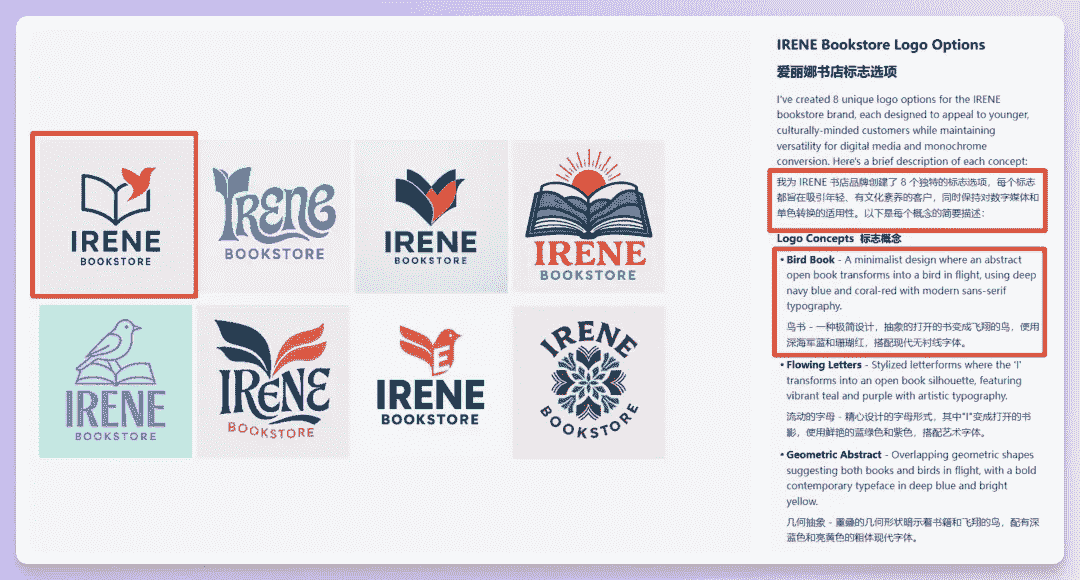 IRENE
BOOKSTORE
IRENE
BOOKSTORE
IRENE
BOOKSTORE
IRENE
BOOKSTORE
IRENE
BOOKSTORE
IRENE
BOOKSTORE
E
IRENE
BOOKSTORE
IRENE
BOOKSTORE
IRENE Bookstore Logo Options
爱丽娜书店标志选项
I've created 8 unique logo options for the IRENE
bookstore brand, each designed to appeal to younger,
culturally-minded customers while maintaining
versatility for digital media and monochrome
conversion. Here's a brief description of each concept:
我为 IRENE 书店品牌创建了 8 个独特的标志选项，每个标志
都旨在吸引年轻、有文化素养的客户，同时保持对数字媒体和
单色转换的适用性。以下是每个概念的简要描述：
Logo Concepts 标志概念
• Bird Book - A minimalist design where an abstract
open book transforms into a bird in flight, using deep
navy blue and coral-red with modern sans-serif
typography.
鸟书 - 一种极简设计，抽象的打开的书变成飞翔的鸟，使用
深海军蓝和珊瑚红，搭配现代无衬线字体。
• Flowing Letters - Stylized letterforms where the 'I'
transforms into an open book silhouette, featuring
vibrant teal and purple with artistic typography.
流动的字母 - 精心设计的字母形式，其中"I"变成打开的书
影，使用鲜艳的蓝绿色和紫色，搭配艺术字体。
• Geometric Abstract - Overlapping geometric shapes
suggesting both books and birds in flight, with a bold
contemporary typeface in deep blue and bright
yellow.
几何抽象 - 重叠的几何形状暗示着书籍和飞翔的鸟，配有深
蓝色和亮黄色的粗体现代字体。